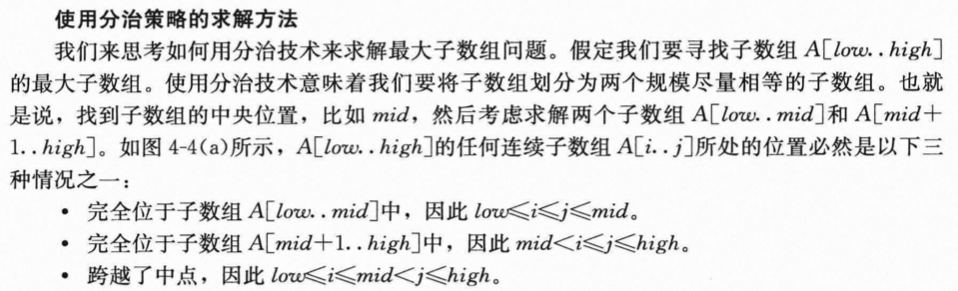 使用分治策略的求解方法
我们来思考如何用分治技术来求解最大子数组问题。假定我们要寻找子数组 A[low..high]
的最大子数组。使用分治技术意味着我们要将子数组划分为两个规模尽量相等的子数组。也就
是说，找到子数组的中央位置，比如 mid，然后考虑求解两个子数组 A[low..mid]和 A[mid+
1..high]。如图 4-4(a)所示，A[low..high]的任何连续子数组 A[i..j]所处的位置必然是以下三
种情况之一：
• 完全位于子数组 A[low..mid]中，因此 low≤i≤j≤mid。
• 完全位于子数组 A[mid+1..high]中，因此 mid<i≤j≤high。
• 跨越了中点，因此 low≤i≤mid<j≤high。